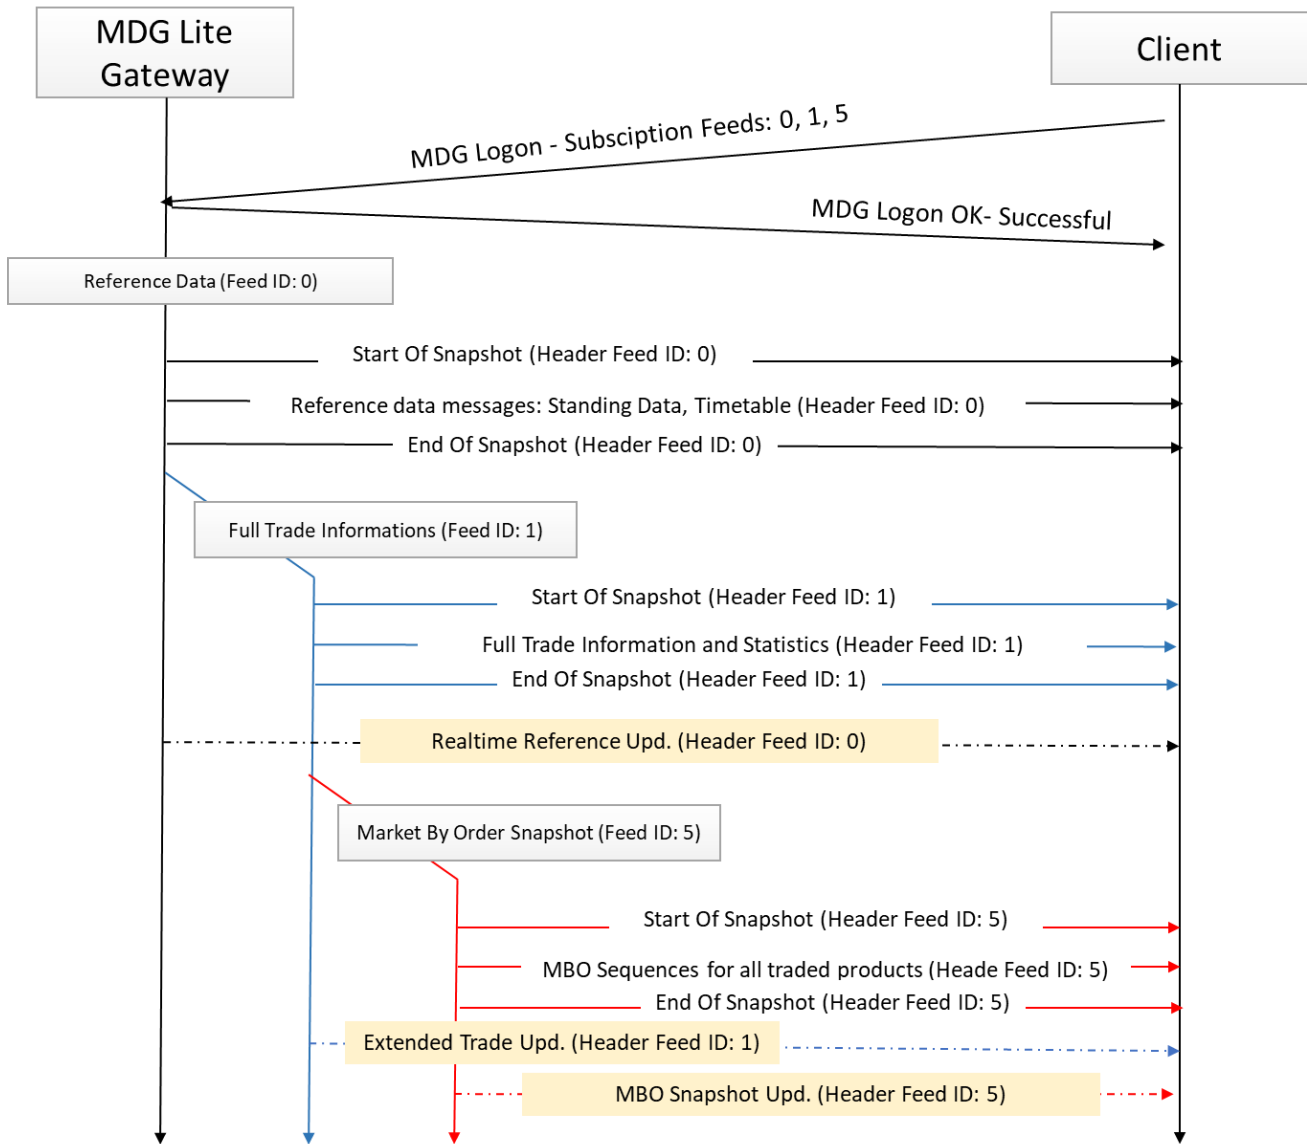 MDG Lite
Gateway
Client
MDG Logon - Subsciption Feeds: 0, 1, 5
MDG Logon OK- Successful
Reference Data (Feed ID: 0)
Start Of Snapshot (Header Feed ID: 0)
Reference data messages: Standing Data, Timetable (Header Feed ID: 0)
End Of Snapshot (Header Feed ID: 0)
Full Trade Informations (Feed ID: 1)
Start Of Snapshot (Header Feed ID: 1)
Full Trade Information and Statistics (Header Feed ID: 1)
End Of Snapshot (Header Feed ID: 1)
Realtime Reference Upd. (Header Feed ID: 0)
Market By Order Snapshot (Feed ID: 5)
Start Of Snapshot (Header Feed ID: 5)
MBO Sequences for all traded products (Heade Feed ID: 5)
End Of Snapshot (Header Feed ID: 5)
Extended Trade Upd. (Header Feed ID: 1)
MBO Snapshot Upd. (Header Feed ID: 5)